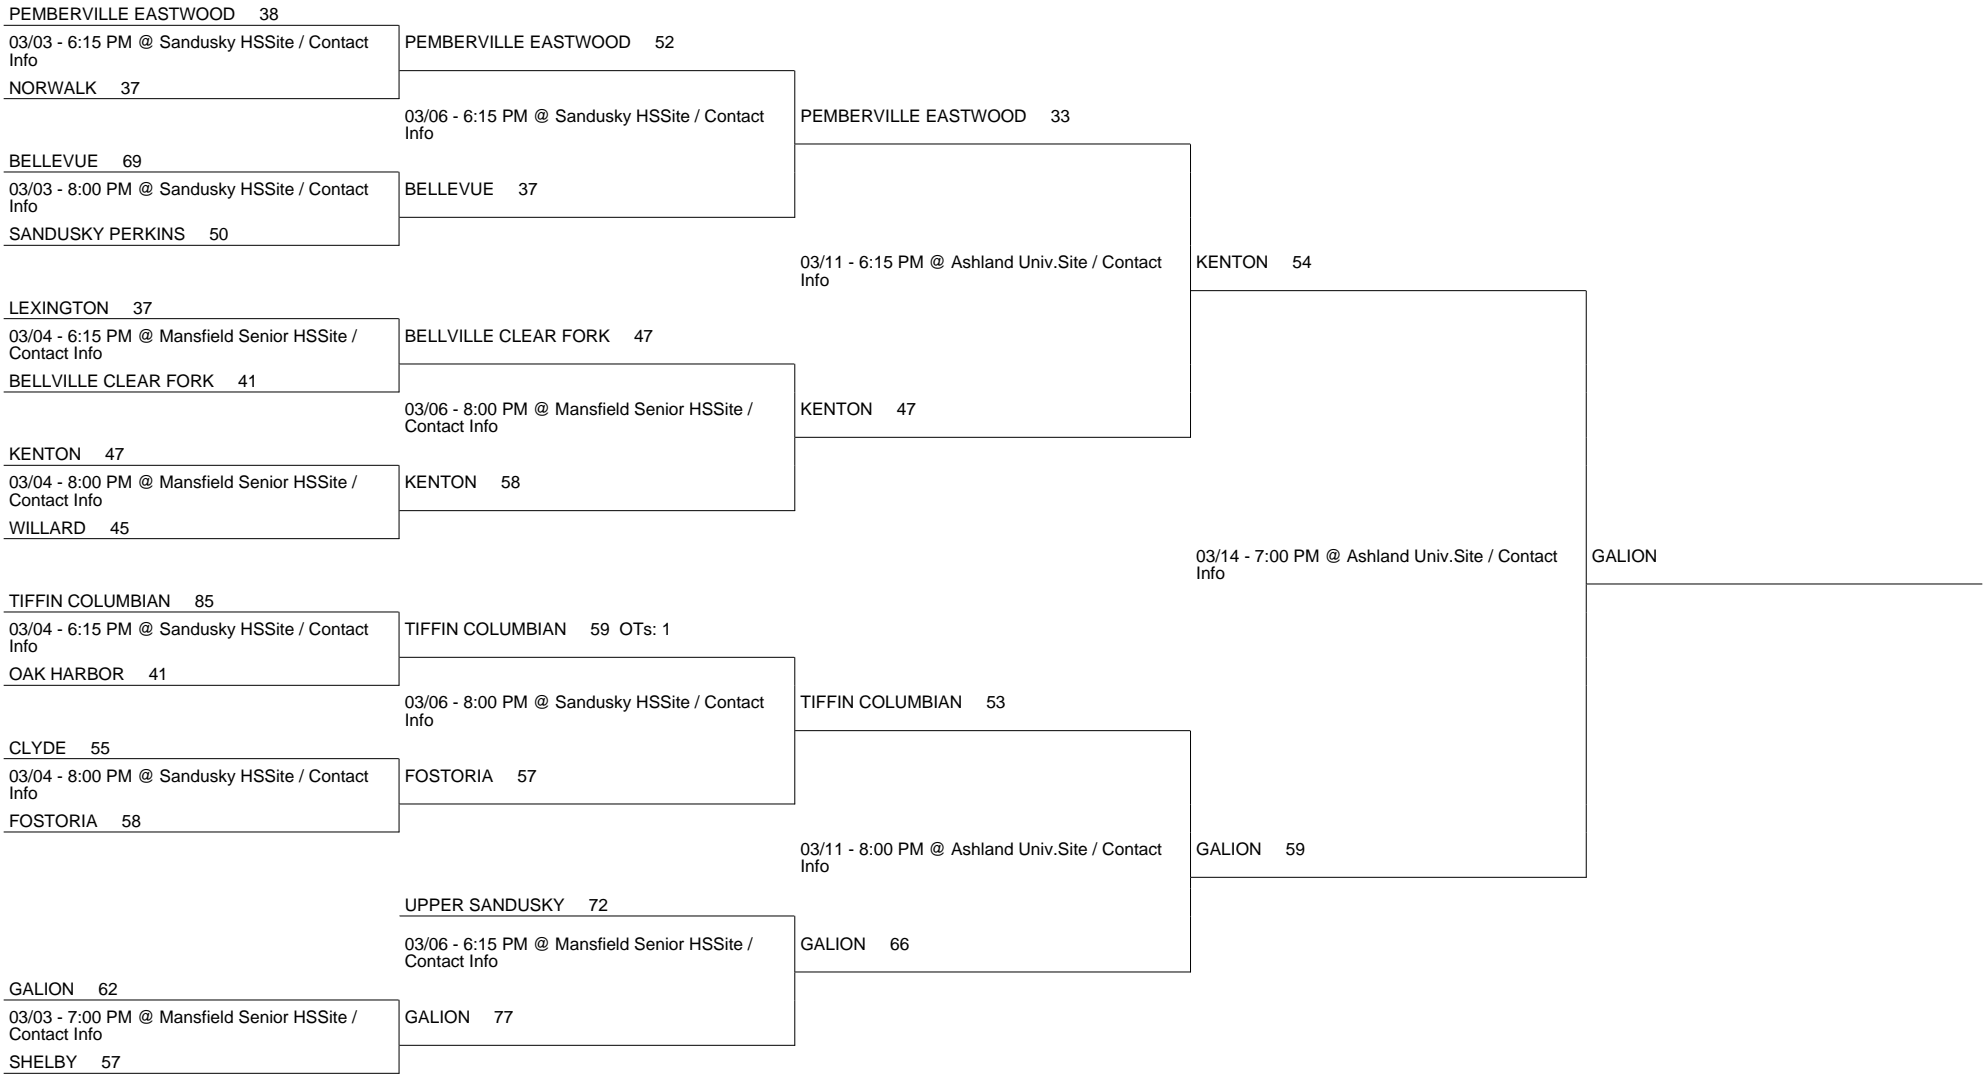 PEMBERVILLE EASTWOOD 38
03/03 - 6:15 PM @ Sandusky HSSite / Contact
Info
NORWALK 37
BELLEVUE 69
03/03 - 8:00 PM @ Sandusky HSSite / Contact
Info
SANDUSKY PERKINS 50
LEXINGTON 37
03/04 - 6:15 PM @ Mansfield Senior HSSite /
Contact Info
BELLVILLE CLEAR FORK 41
KENTON 47
03/04 - 8:00 PM @ Mansfield Senior HSSite /
Contact Info
WILLARD 45
TIFFIN COLUMBIAN 85
03/04 - 6:15 PM @ Sandusky HSSite / Contact
Info
OAK HARBOR 41
CLYDE 55
03/04 - 8:00 PM @ Sandusky HSSite / Contact
Info
FOSTORIA 58
GALION 62
03/03 - 7:00 PM @ Mansfield Senior HSSite /
Contact Info
SHELBY 57
PEMBERVILLE EASTWOOD 52
03/06 - 6:15 PM @ Sandusky HSSite / Contact
Info
BELLEVUE 37
BELLVILLE CLEAR FORK 47
03/06 - 8:00 PM @ Mansfield Senior HSSite /
Contact Info
KENTON 58
TIFFIN COLUMBIAN 59 OTs: 1
03/06 - 8:00 PM @ Sandusky HSSite / Contact
Info
FOSTORIA 57
UPPER SANDUSKY 72
03/06 - 6:15 PM @ Mansfield Senior HSSite /
Contact Info
GALION 77
PEMBERVILLE EASTWOOD 33
03/11 - 6:15 PM @ Ashland Univ.Site / Contact
Info
KENTON 47
TIFFIN COLUMBIAN 53
03/11 - 8:00 PM @ Ashland Univ.Site / Contact
Info
GALION 66
KENTON 54
03/14 - 7:00 PM @ Ashland Univ.Site / Contact
Info
GALION 59
GALION